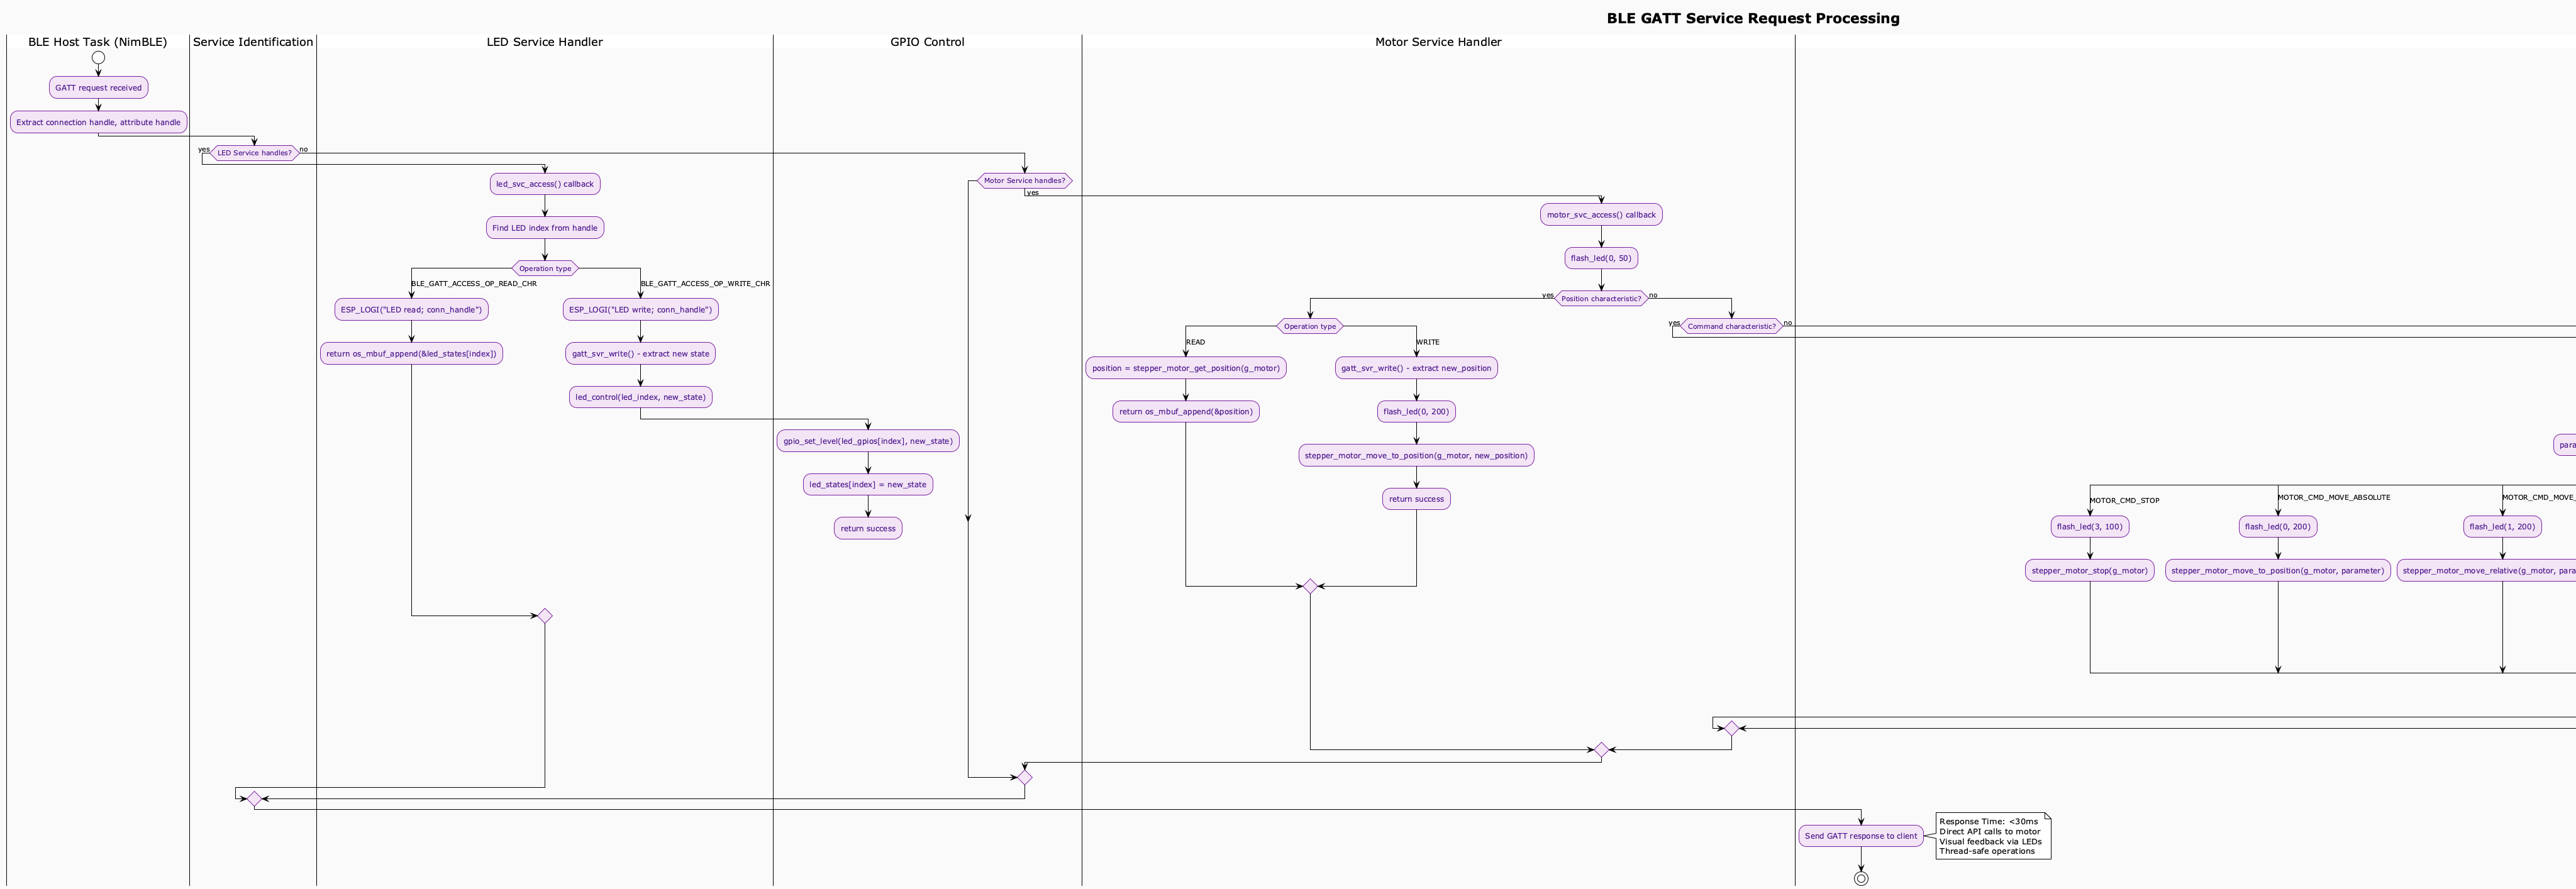 BLE GATT Service Request Processing
BLE Host Task (NimBLE)
Service Identification
LED Service Handler
GPIO Control
Motor Service Handler
GATT request received
Extract connection handle, attribute handle
yes
LED Service handles?
no
led_svc_access() callback
Find LED index from handle
Operation type
BLE_GATT_ACCESS_OP_READ_CHR
BLE_GATT_ACCESS_OP_WRITE_CHR
ESP_LOGI("LED read; conn_handle")
ESP_LOGI("LED write; conn_handle")
return os_mbuf_append(&led_states[index])
gatt_svr_write() - extract new state
led_control(led_index, new_state)
gpio_set_level(led_gpios[index], new_state)
led_states[index] = new_state
return success
Motor Service handles?
yes
motor_svc_access() callback
flash_led(0, 50)
yes
Position characteristic?
no
Operation type
READ
WRITE
position = stepper_motor_get_position(g_motor)
gatt_svr_write() - extract new_position
return os_mbuf_append(&position)
flash_led(0, 200)
stepper_motor_move_to_position(g_motor, new_position)
return success
yes
Command characteristic?
no
para
MOTOR_CMD_STOP
MOTOR_CMD_MOVE_ABSOLUTE
MOTOR_CMD_MOVE_
flash_led(3, 100)
flash_led(0, 200)
flash_led(1, 200)
stepper_motor_stop(g_motor)
stepper_motor_move_to_position(g_motor, parameter)
stepper_motor_move_relative(g_motor, para
Send GATT response to client
Response Time: <30ms
Direct API calls to motor
Visual feedback via LEDs
Thread-safe operations